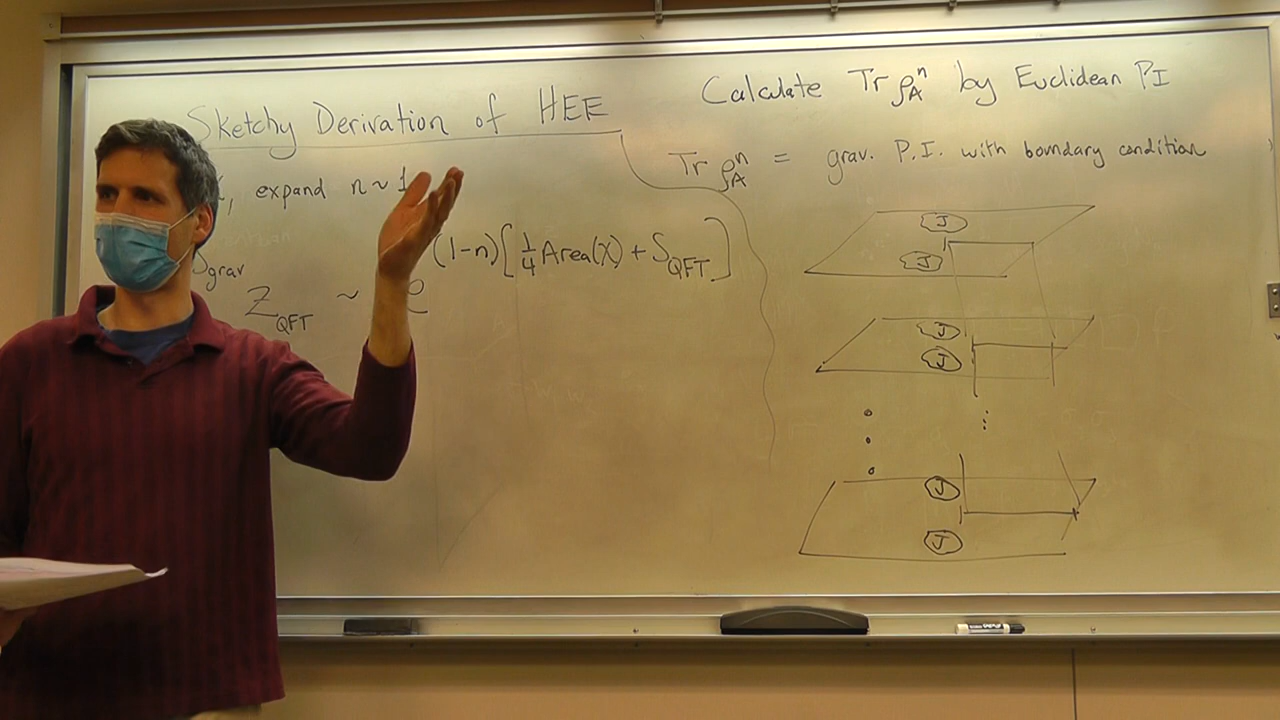 Sketchy Derivation of HEE
, expand n ~ 1
S_grav
Z_QFT ~ e^{(1-n)[¼ Area(X) + S_QFT]}
Calculate Tr ρ_A^n by Euclidean PI
Tr ρ_A^n = grav. P.I. with boundary condition
J
J
J
J
⋮
J
J